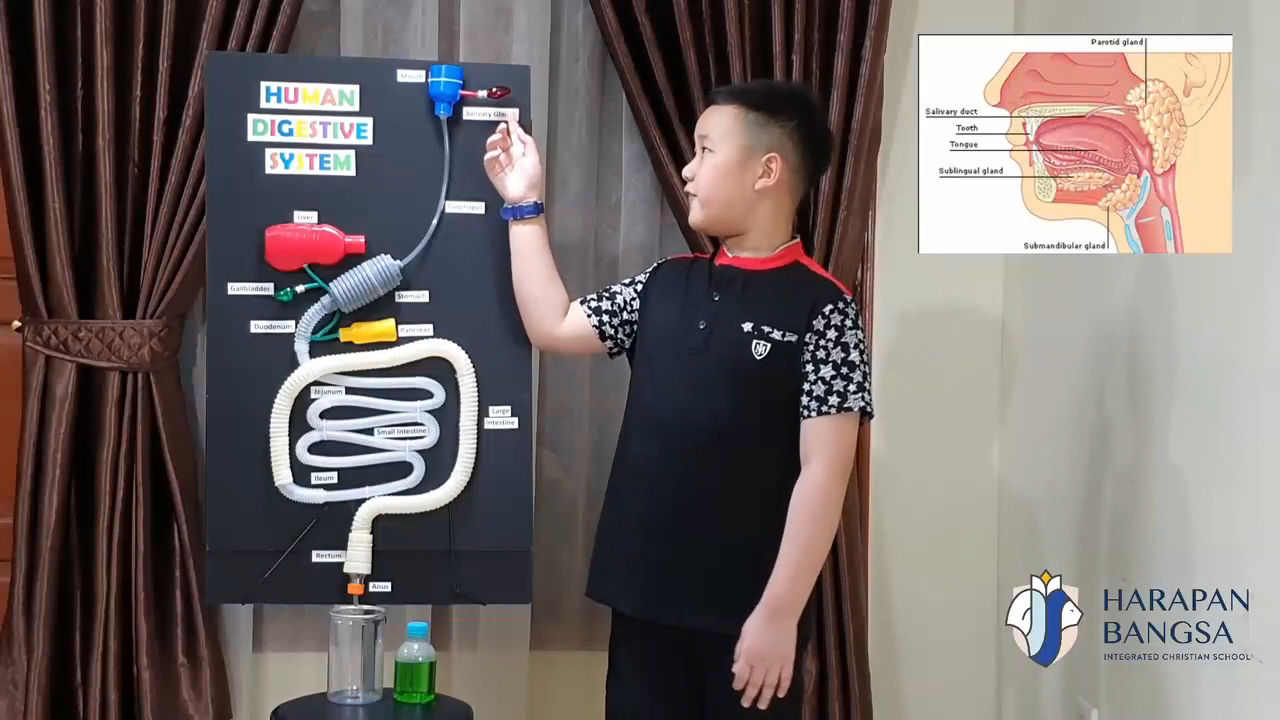 HUMAN
DIGESTIVE
SYSTEM
Mouth
Salivary
Esophagus
Liver
Gallbladder
Stomach
Duodenum
Pancreas
Jejunum
Small Intestine
Large
Intestine
Ileum
Rectum
Anus
Parotid gland
Salivary duct
Tooth
Tongue
Sublingual gland
Submandibular gland
HARAPAN
BANGSA
INTEGRATED CHRISTIAN SCHOOL